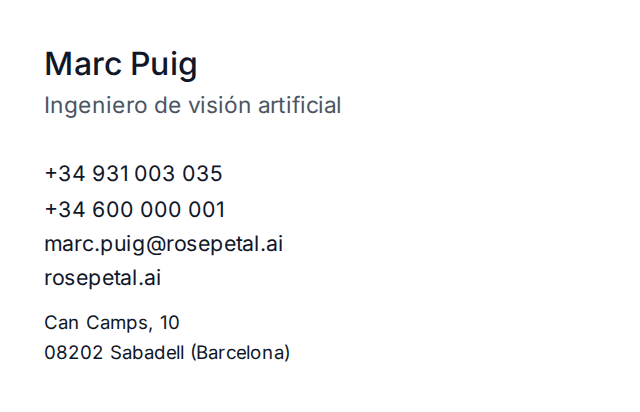 Marc Puig
Ingeniero de visión artificial
+34 931 003 035
+34 600 000 001
marc.puig@rosepetal.ai
rosepetal.ai
Can Camps, 10
08202 Sabadell (Barcelona)